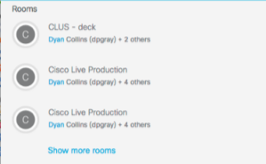 Rooms
C
CLUS - deck
Dyan Collins (dpgray) + 2 others
C
Cisco Live Production
Dyan Collins (dpgray) + 4 others
C
Cisco Live Production
Dyan Collins (dpgray) + 4 others
Show more rooms